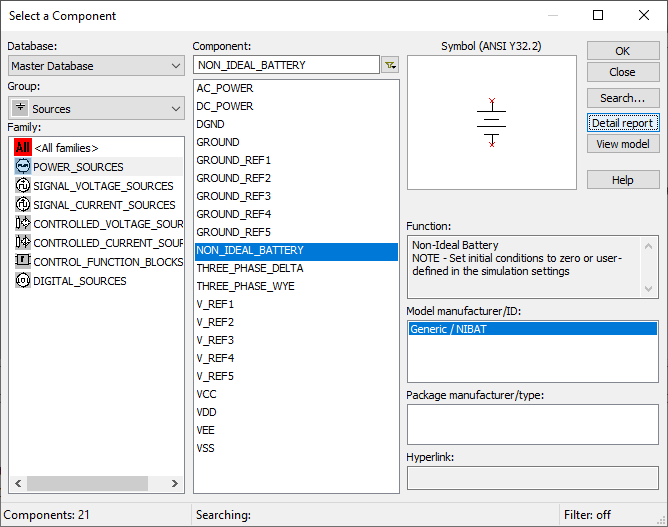 Select a Component
Database:
Master Database
Group:
Sources
Family:
All <All families>
POWER_SOURCES
SIGNAL_VOLTAGE_SOURCES
SIGNAL_CURRENT_SOURCES
CONTROLLED_VOLTAGE_SOUR
CONTROLLED_CURRENT_SOUR
CONTROL_FUNCTION_BLOCKS
DIGITAL_SOURCES
Component:
NON_IDEAL_BATTERY
AC_POWER
DC_POWER
DGND
GROUND
GROUND_REF1
GROUND_REF2
GROUND_REF3
GROUND_REF4
GROUND_REF5
NON_IDEAL_BATTERY
THREE_PHASE_DELTA
THREE_PHASE_WYE
V_REF1
V_REF2
V_REF3
V_REF4
V_REF5
VCC
VDD
VEE
VSS
Symbol (ANSI Y32.2)
Function:
Non-Ideal Battery
NOTE - Set initial conditions to zero or user-
defined in the simulation settings
Model manufacturer/ID:
Generic / NIBAT
Package manufacturer/type:
Hyperlink:
OK
Close
Search...
Detail report
View model
Help
Components: 21
Searching:
Filter: off